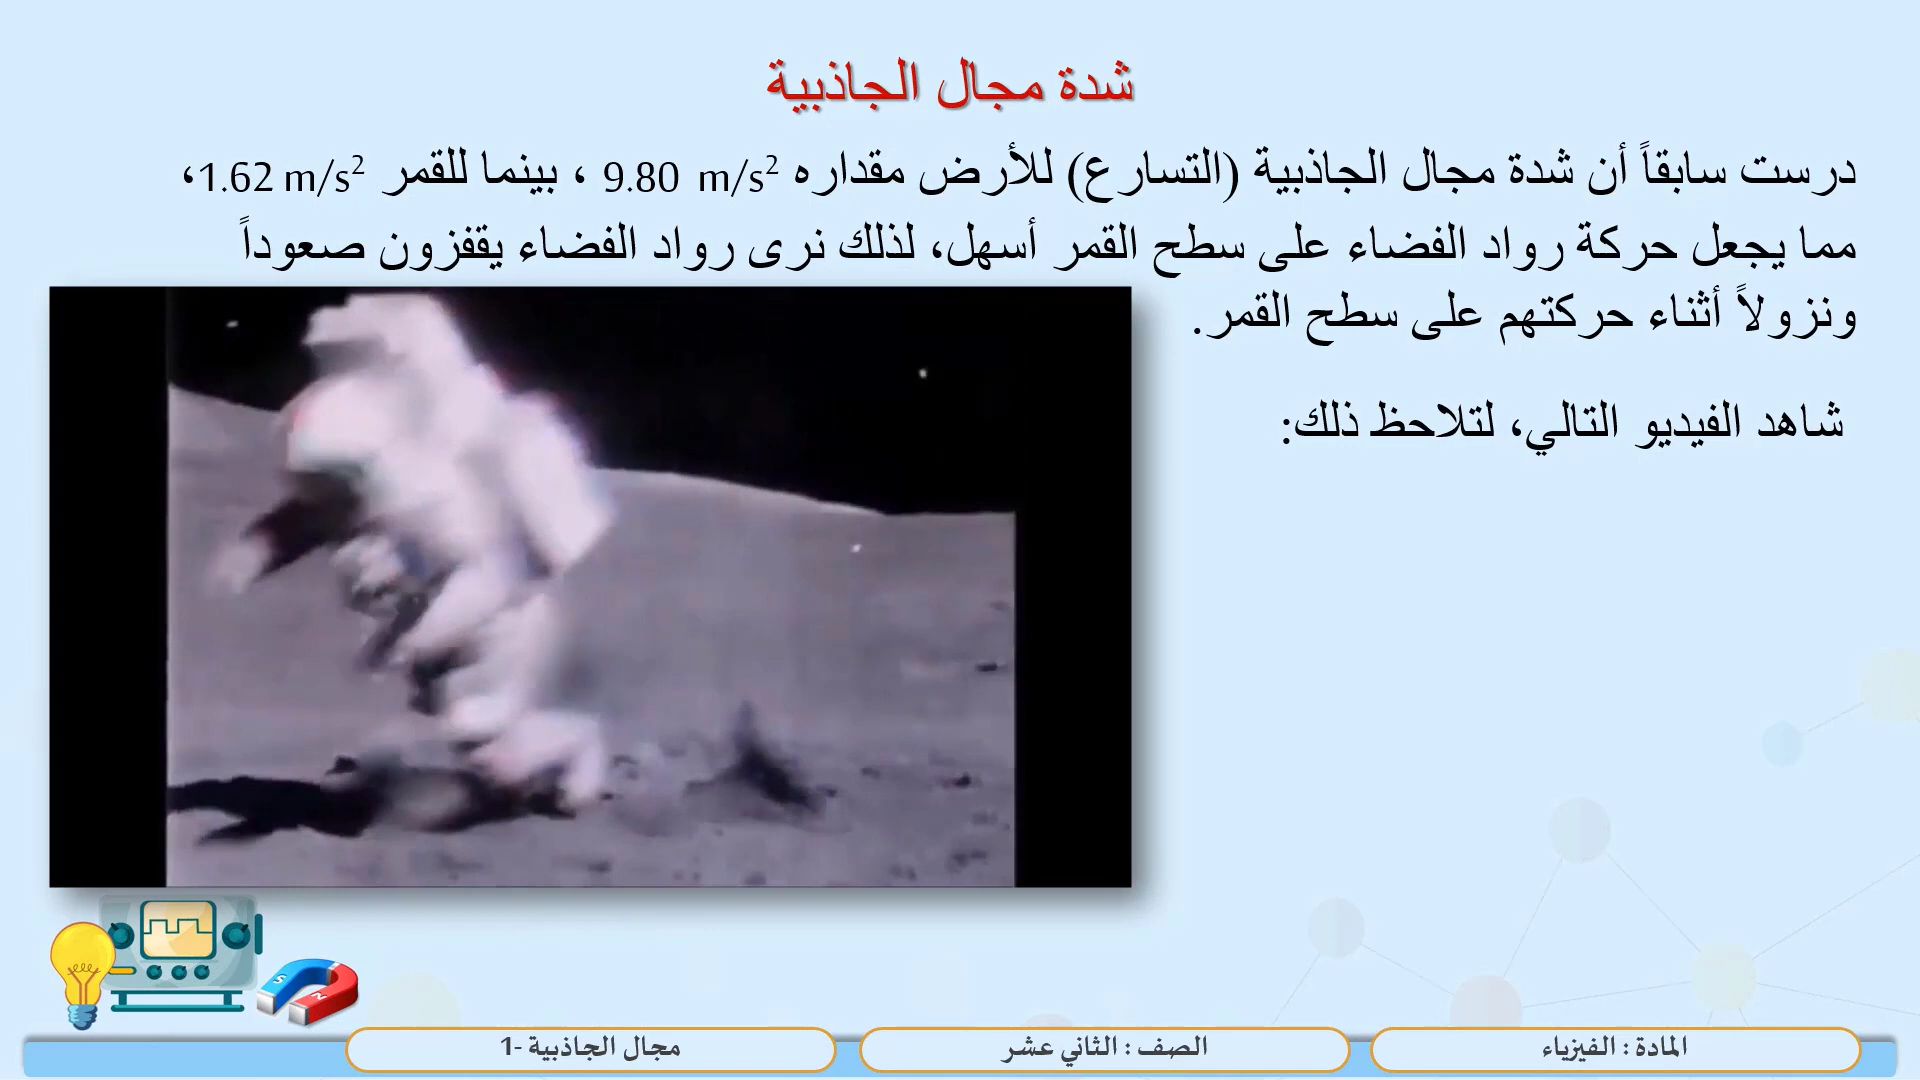 شدة مجال الجاذبية
درست سابقاً أن شدة مجال الجاذبية (التسارع) للأرض مقداره 9.80 m/s² ، بينما للقمر 1.62 m/s²،
مما يجعل حركة رواد الفضاء على سطح القمر أسهل، لذلك نرى رواد الفضاء يقفزون صعوداً
ونزولاً أثناء حركتهم على سطح القمر.
شاهد الفيديو التالي، لتلاحظ ذلك:
S
N
المادة : الفيزياء
الصف : الثاني عشر
مجال الجاذبية -1